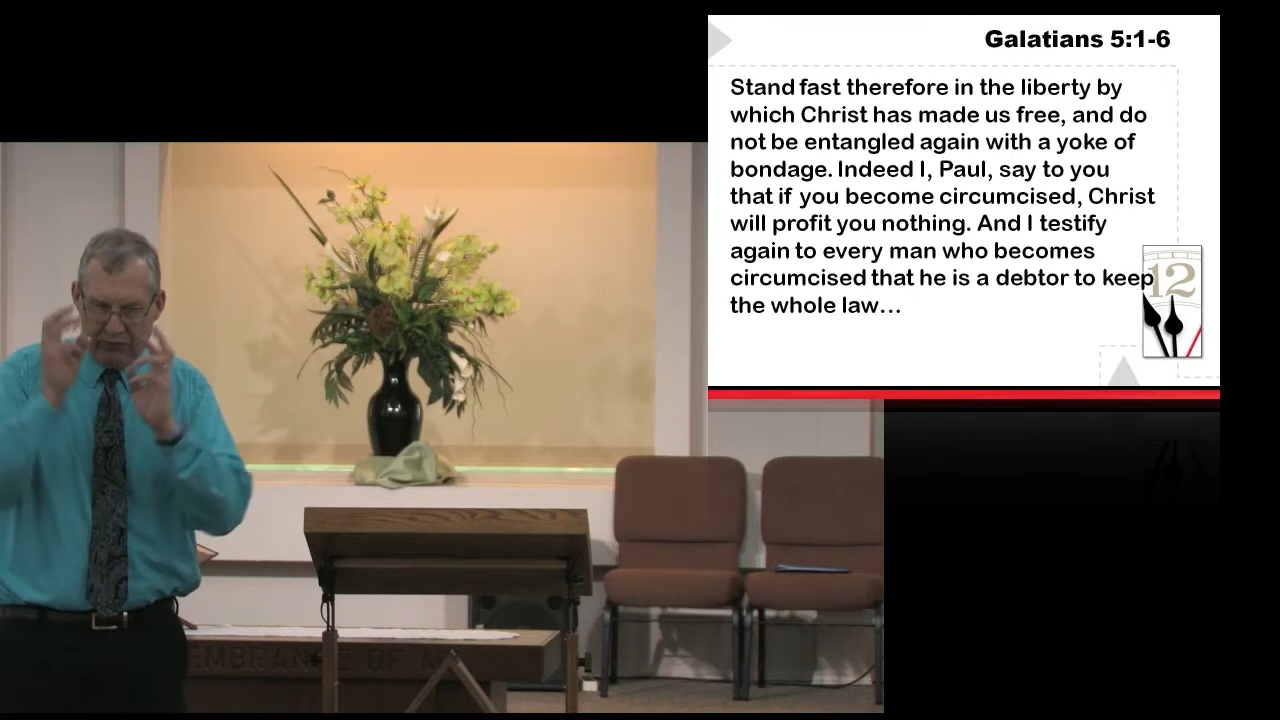 Galatians 5:1-6
Stand fast therefore in the liberty by
which Christ has made us free, and do
not be entangled again with a yoke of
bondage. Indeed I, Paul, say to you
that if you become circumcised, Christ
will profit you nothing. And I testify
again to every man who becomes
circumcised that he is a debtor to keep
the whole law…
12
EMBRANCE OF M